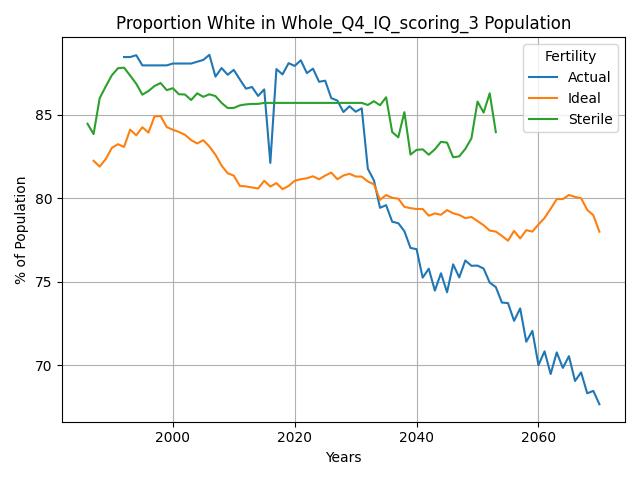 Proportion White in Whole_Q4_IQ_scoring_3 Population
Fertility
Actual
Ideal
Sterile
% of Population
85
80
75
70
2000
2020
2040
2060
Years